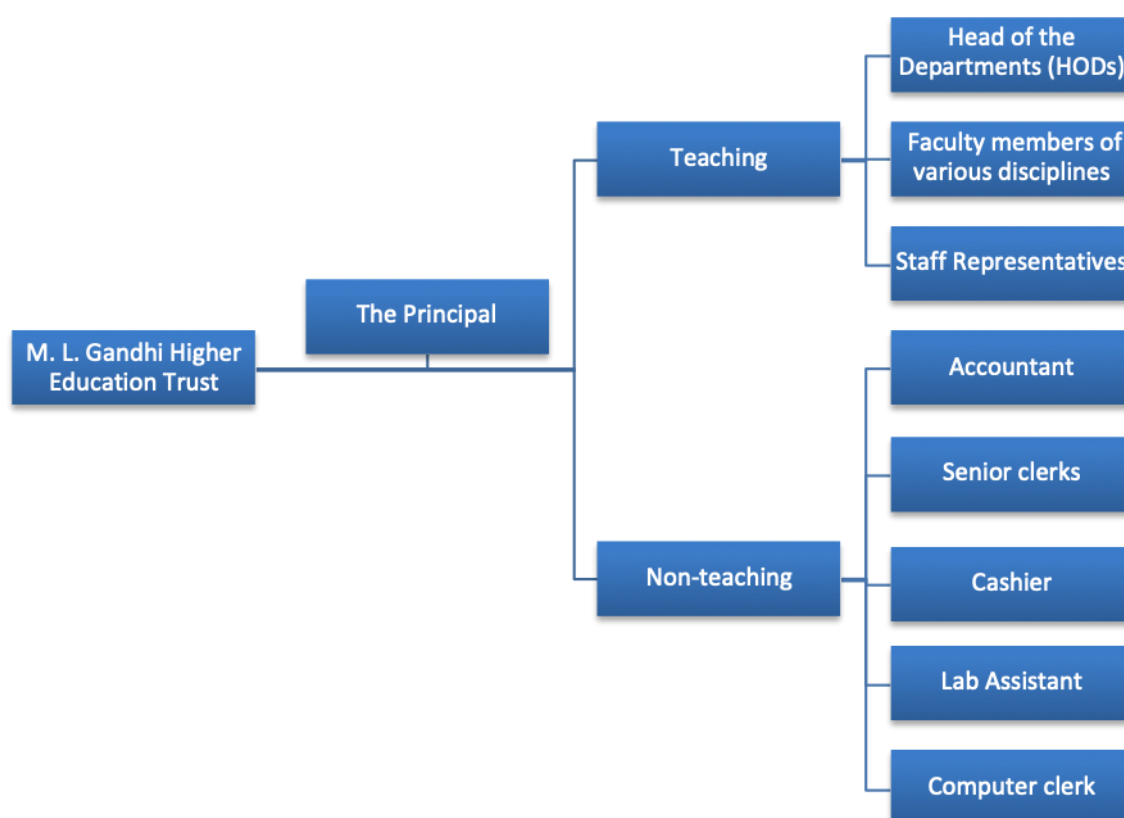 M. L. Gandhi Higher
Education Trust
The Principal
Teaching
Head of the
Departments (HODs)
Faculty members of
various disciplines
Staff Representatives
Non-teaching
Accountant
Senior clerks
Cashier
Lab Assistant
Computer clerk